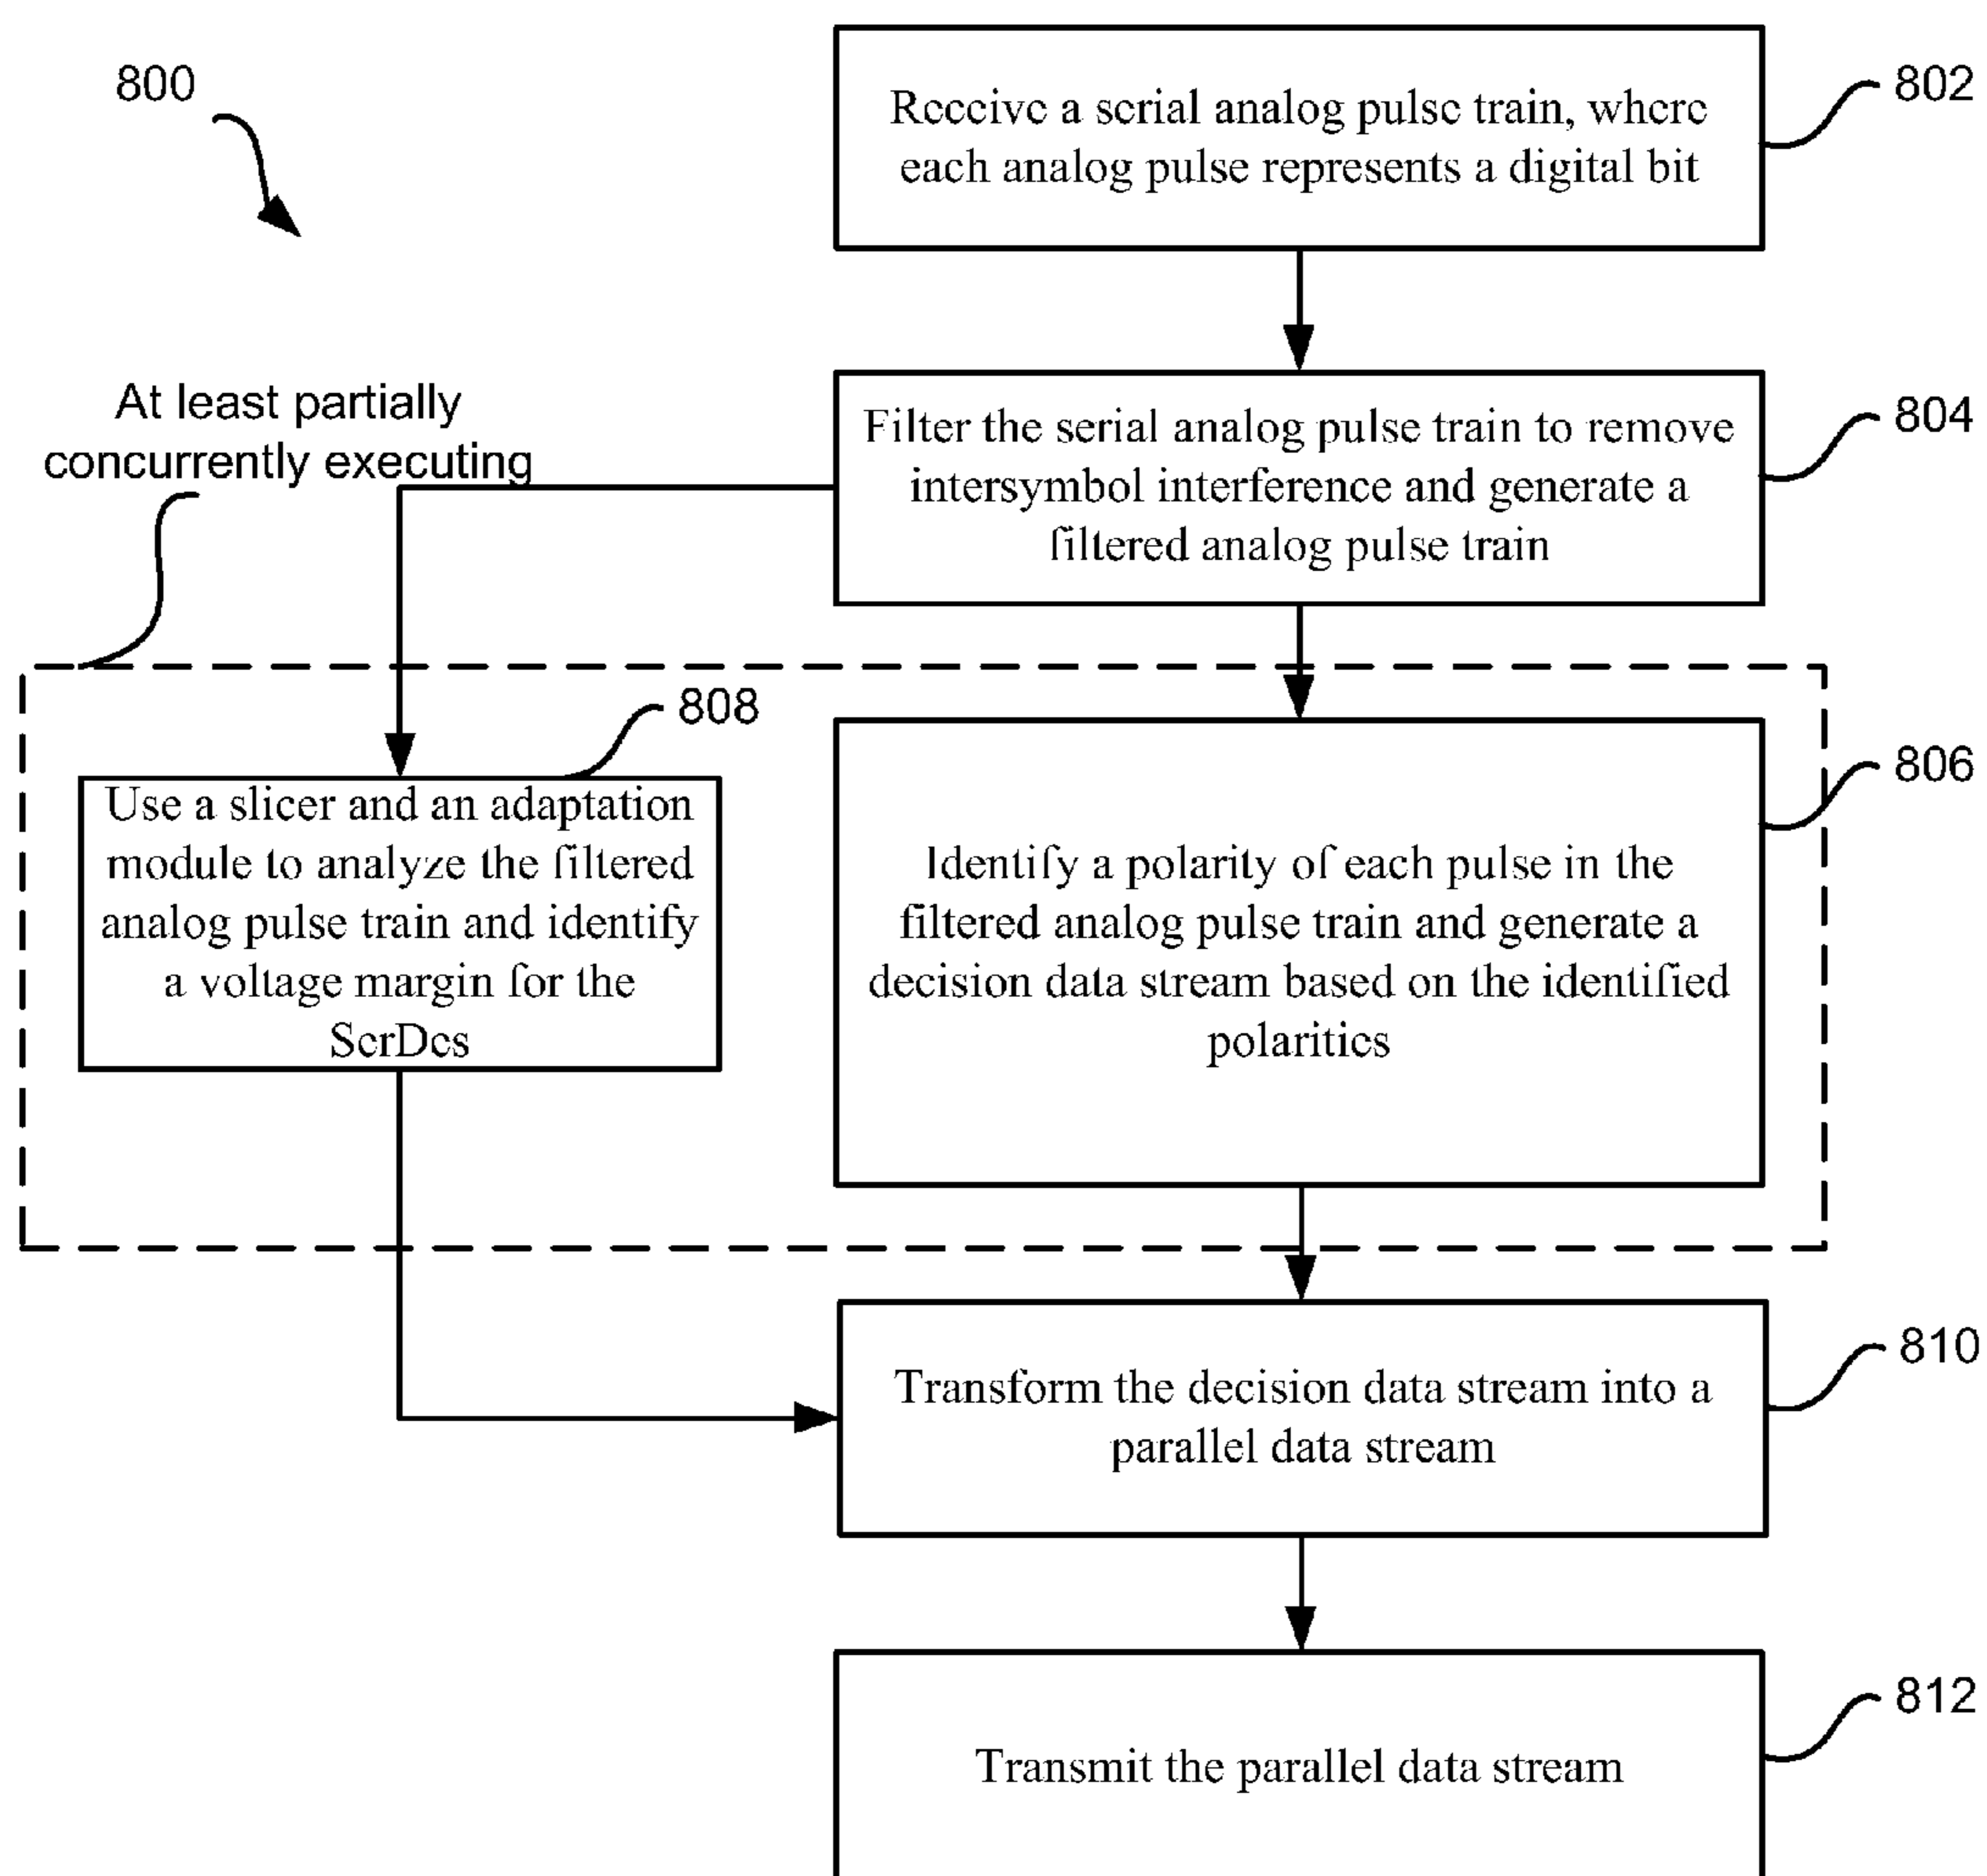 800
Receive a serial analog pulse train, where
each analog pulse represents a digital bit
802
Filter the serial analog pulse train to remove
intersymbol interference and generate a
filtered analog pulse train
804
At least partially
concurrently executing
808
Use a slicer and an adaptation
module to analyze the filtered
analog pulse train and identify
a voltage margin for the
SerDes
Identify a polarity of each pulse in the
filtered analog pulse train and generate a
decision data stream based on the identified
polarities
806
Transform the decision data stream into a
parallel data stream
810
Transmit the parallel data stream
812